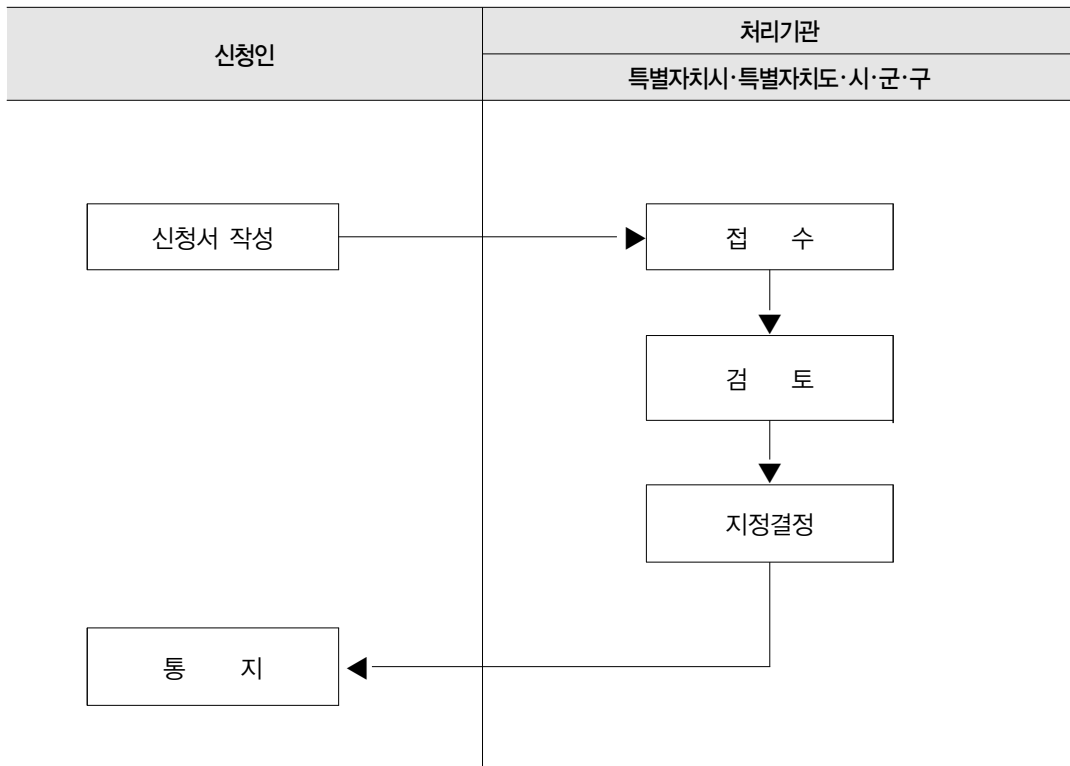 신청인
처리기관
특별자치시·특별자치도·시·군·구
신청서 작성
접 수
검 토
지정결정
통 지